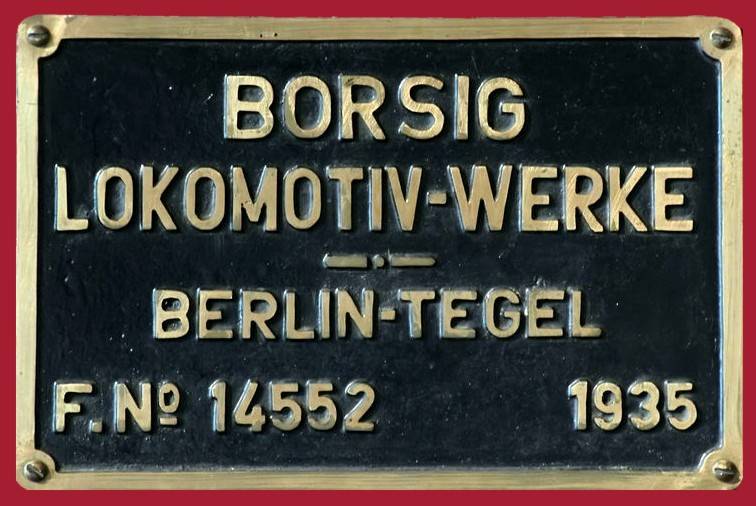 BORSIG
LOKOMOTIV-WERKE
BERLIN-TEGEL
F. Nº 14552 1935